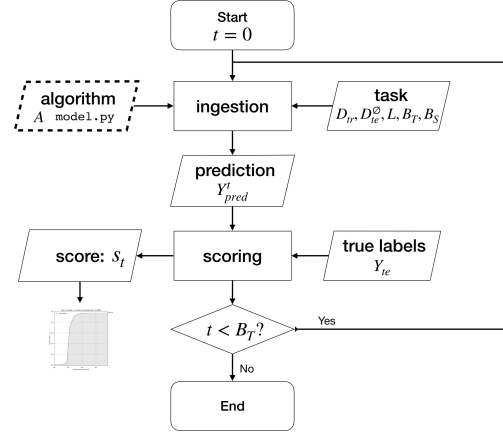 Start
t = 0
algorithm
A model.py
ingestion
task
D_tr, D_te^∅, L, B_T, B_S
prediction
Y_pred^t
score: s_t
scoring
true labels
Y_te
t < B_T?
Yes
No
End